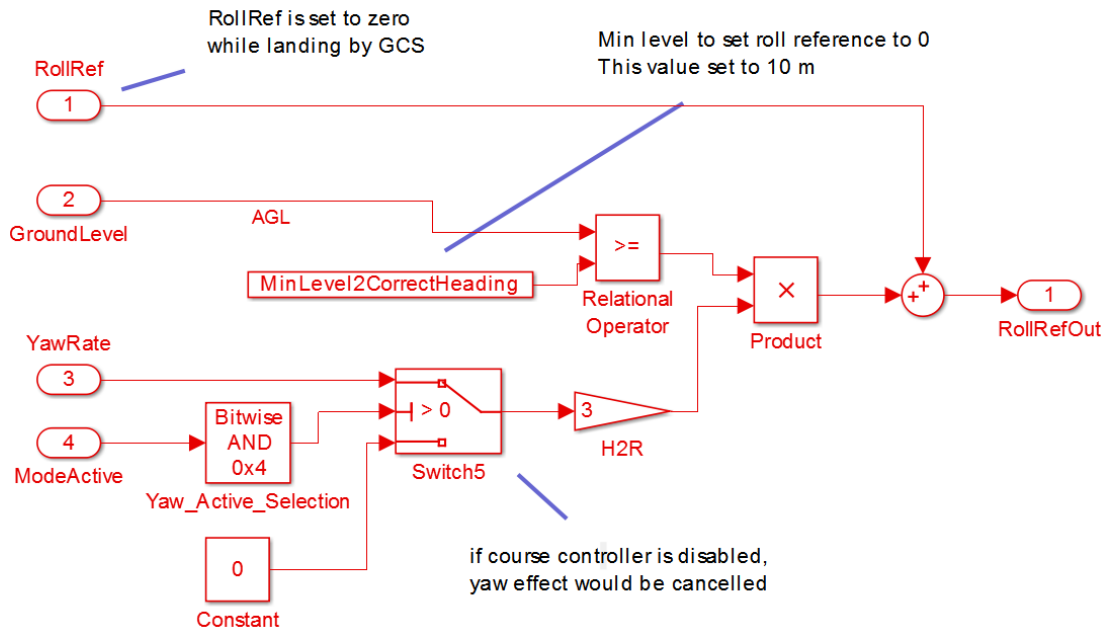 RollRef is set to zero
while landing by GCS
Min level to set roll reference to 0
This value set to 10 m
RollRef
1
2
GroundLevel
AGL
>=
MinLevel2CorrectHeading
Relational
Operator
×
Product
++
1
RollRefOut
YawRate
3
4
ModeActive
Bitwise
AND
0x4
Yaw_Active_Selection
> 0
Switch5
3
H2R
0
Constant
if course controller is disabled,
yaw effect would be cancelled